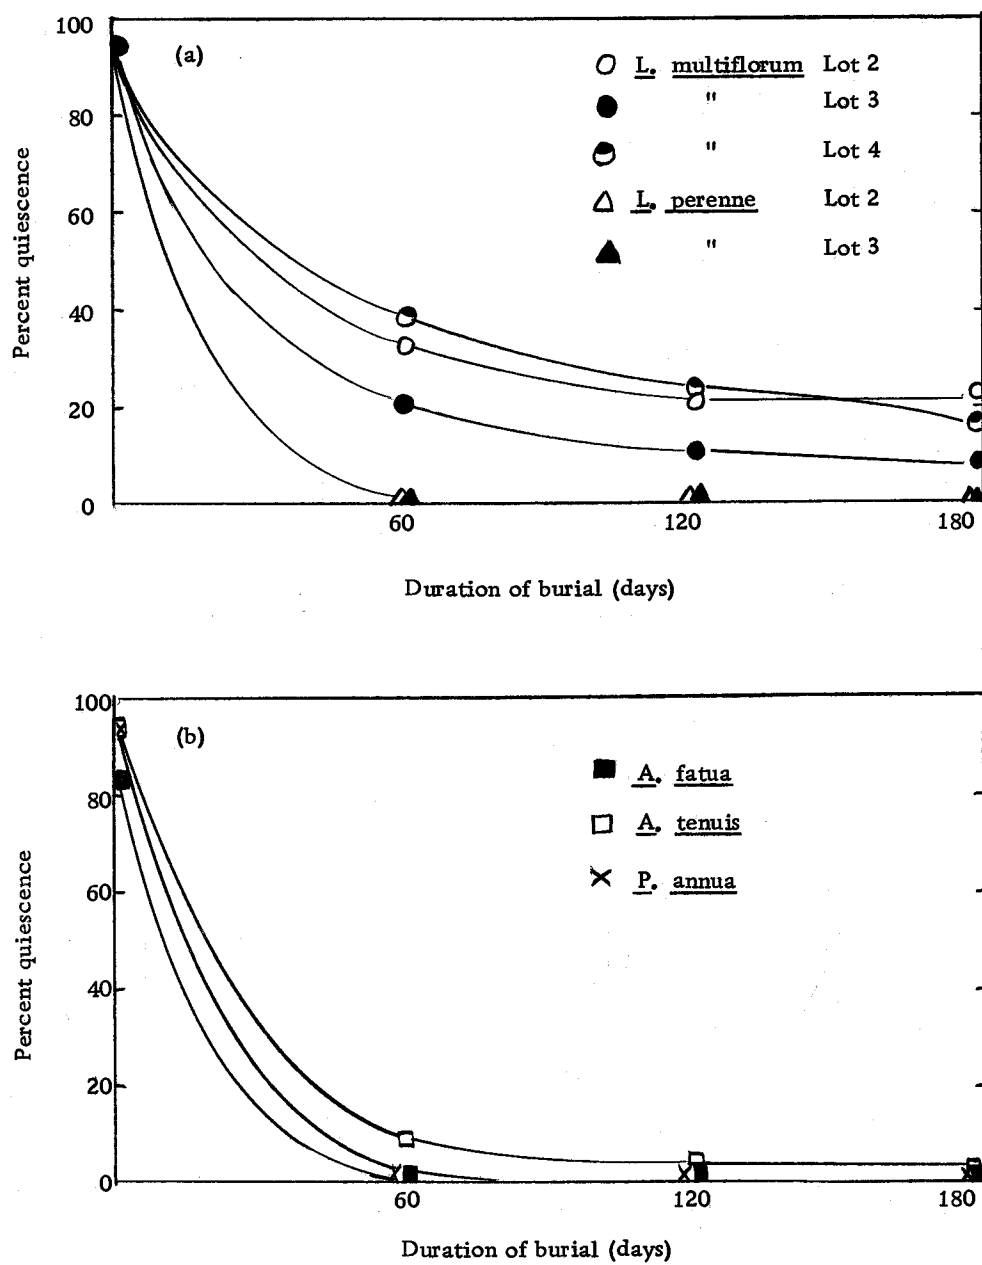 100
(a)
L. multiflorum Lot 2
" Lot 3
" Lot 4
L. perenne Lot 2
" Lot 3
80
60
40
20
0
Percent quiescence
60 120 180
Duration of burial (days)
100
(b)
A. fatua
A. tenuis
P. annua
80
60
40
20
0
Percent quiescence
60 120 180
Duration of burial (days)